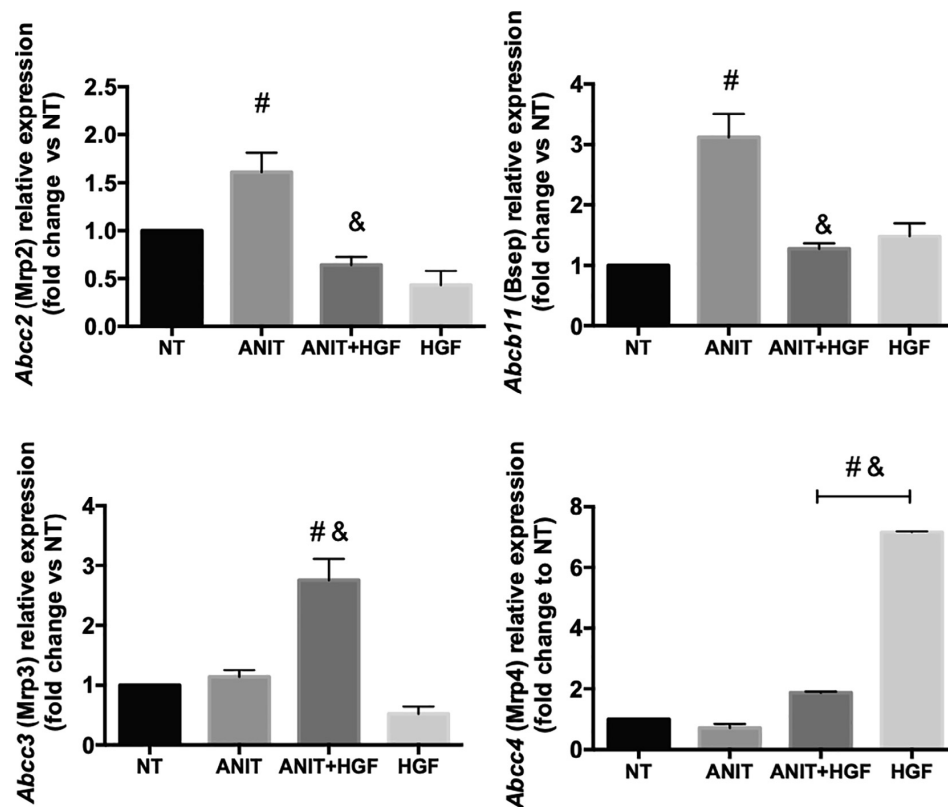 Abcc2 (Mrp2) relative expression
(fold change vs NT)
2.5
2.0
1.5
1.0
0.5
0.0
#
&
NT ANIT ANIT+HGF HGF
Abcb11 (Bsep) relative expression
(fold change vs NT)
4
3
2
1
0
#
&
NT ANIT ANIT+HGF HGF
Abcc3 (Mrp3) relative expression
(fold change vs NT)
4
3
2
1
0
# &
NT ANIT ANIT+HGF HGF
Abcc4 (Mrp4) relative expression
(fold change to NT)
8
6
4
2
0
# &
NT ANIT ANIT+HGF HGF